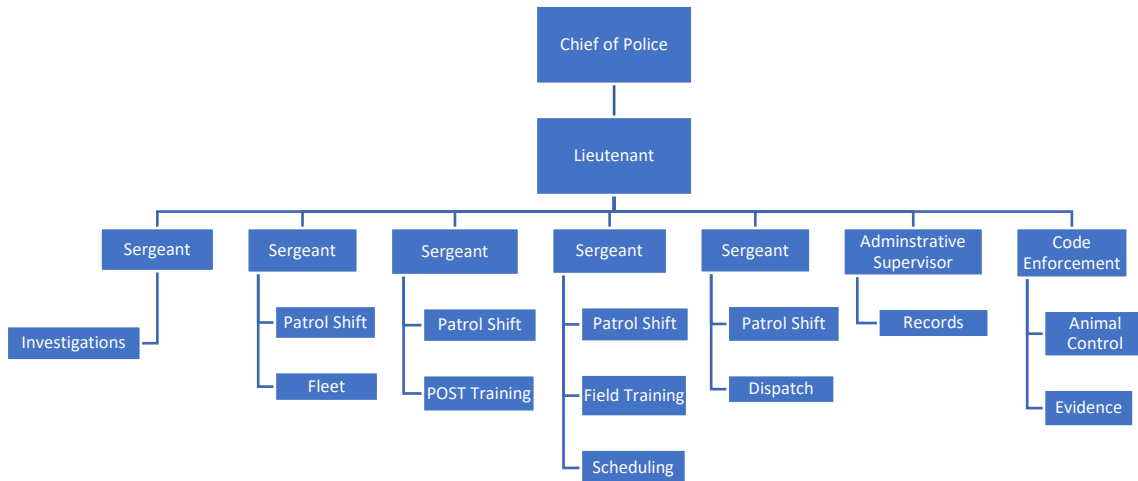 Chief of Police
Lieutenant
Sergeant
Sergeant
Sergeant
Sergeant
Sergeant
Adminstrative
Supervisor
Code
Enforcement
Investigations
Patrol Shift
Fleet
Patrol Shift
POST Training
Patrol Shift
Field Training
Scheduling
Patrol Shift
Dispatch
Records
Animal
Control
Evidence